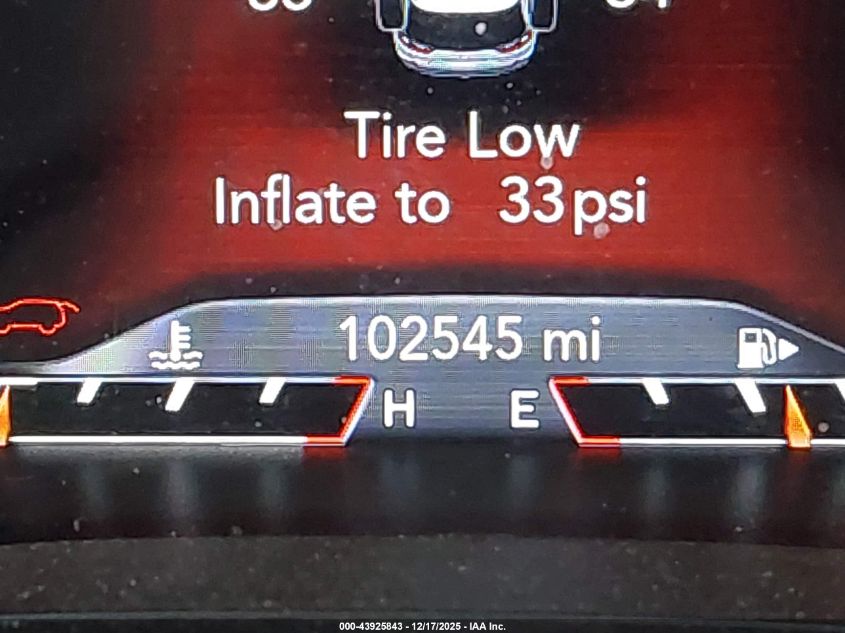 Tire Low
Inflate to 33psi
102545 mi
H E
000-43925843 - 12/17/2025 - IAA Inc.